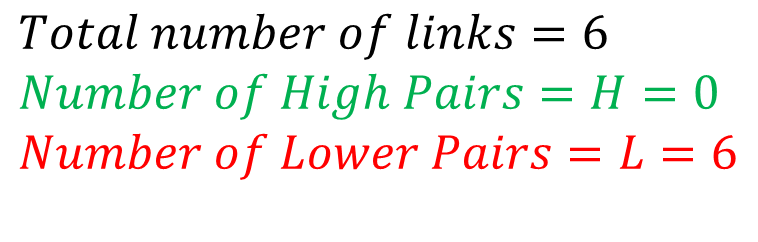 Total number of links = 6
Number of High Pairs = H = 0
Number of Lower Pairs = L = 6